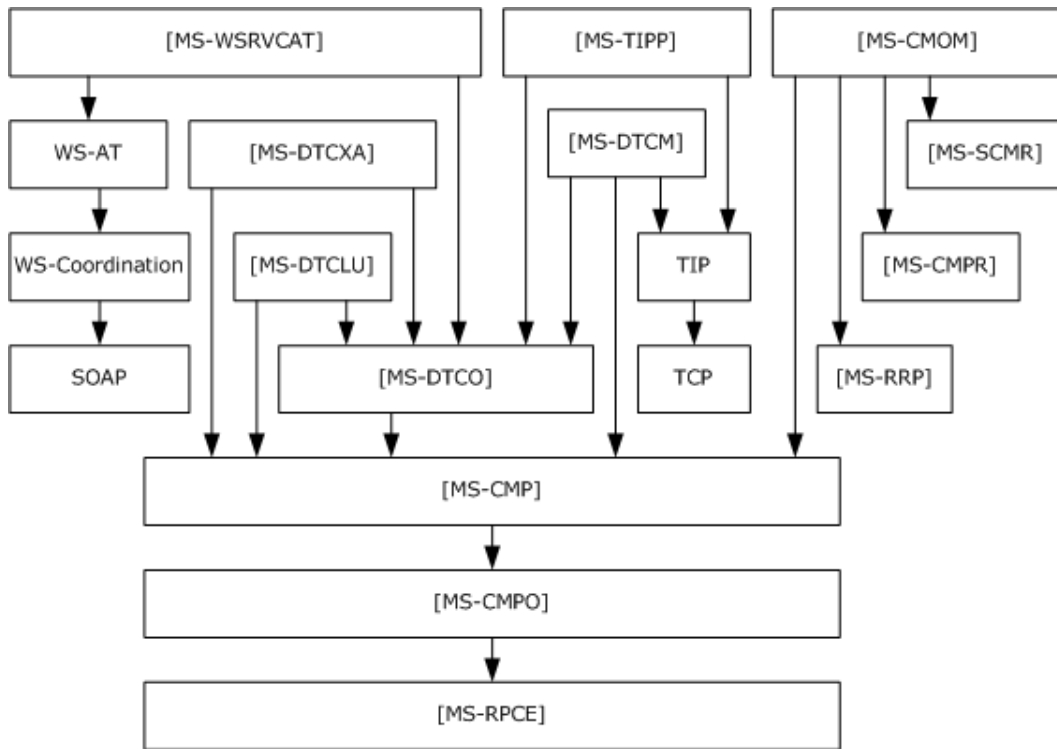 [MS-WSRVCAT]
[MS-TIPP]
[MS-CMOM]
WS-AT
[MS-DTCXA]
[MS-DTCM]
[MS-SCMR]
WS-Coordination
[MS-DTCLU]
TIP
[MS-CMPR]
SOAP
[MS-DTCO]
TCP
[MS-RRP]
[MS-CMP]
[MS-CMPO]
[MS-RPCE]